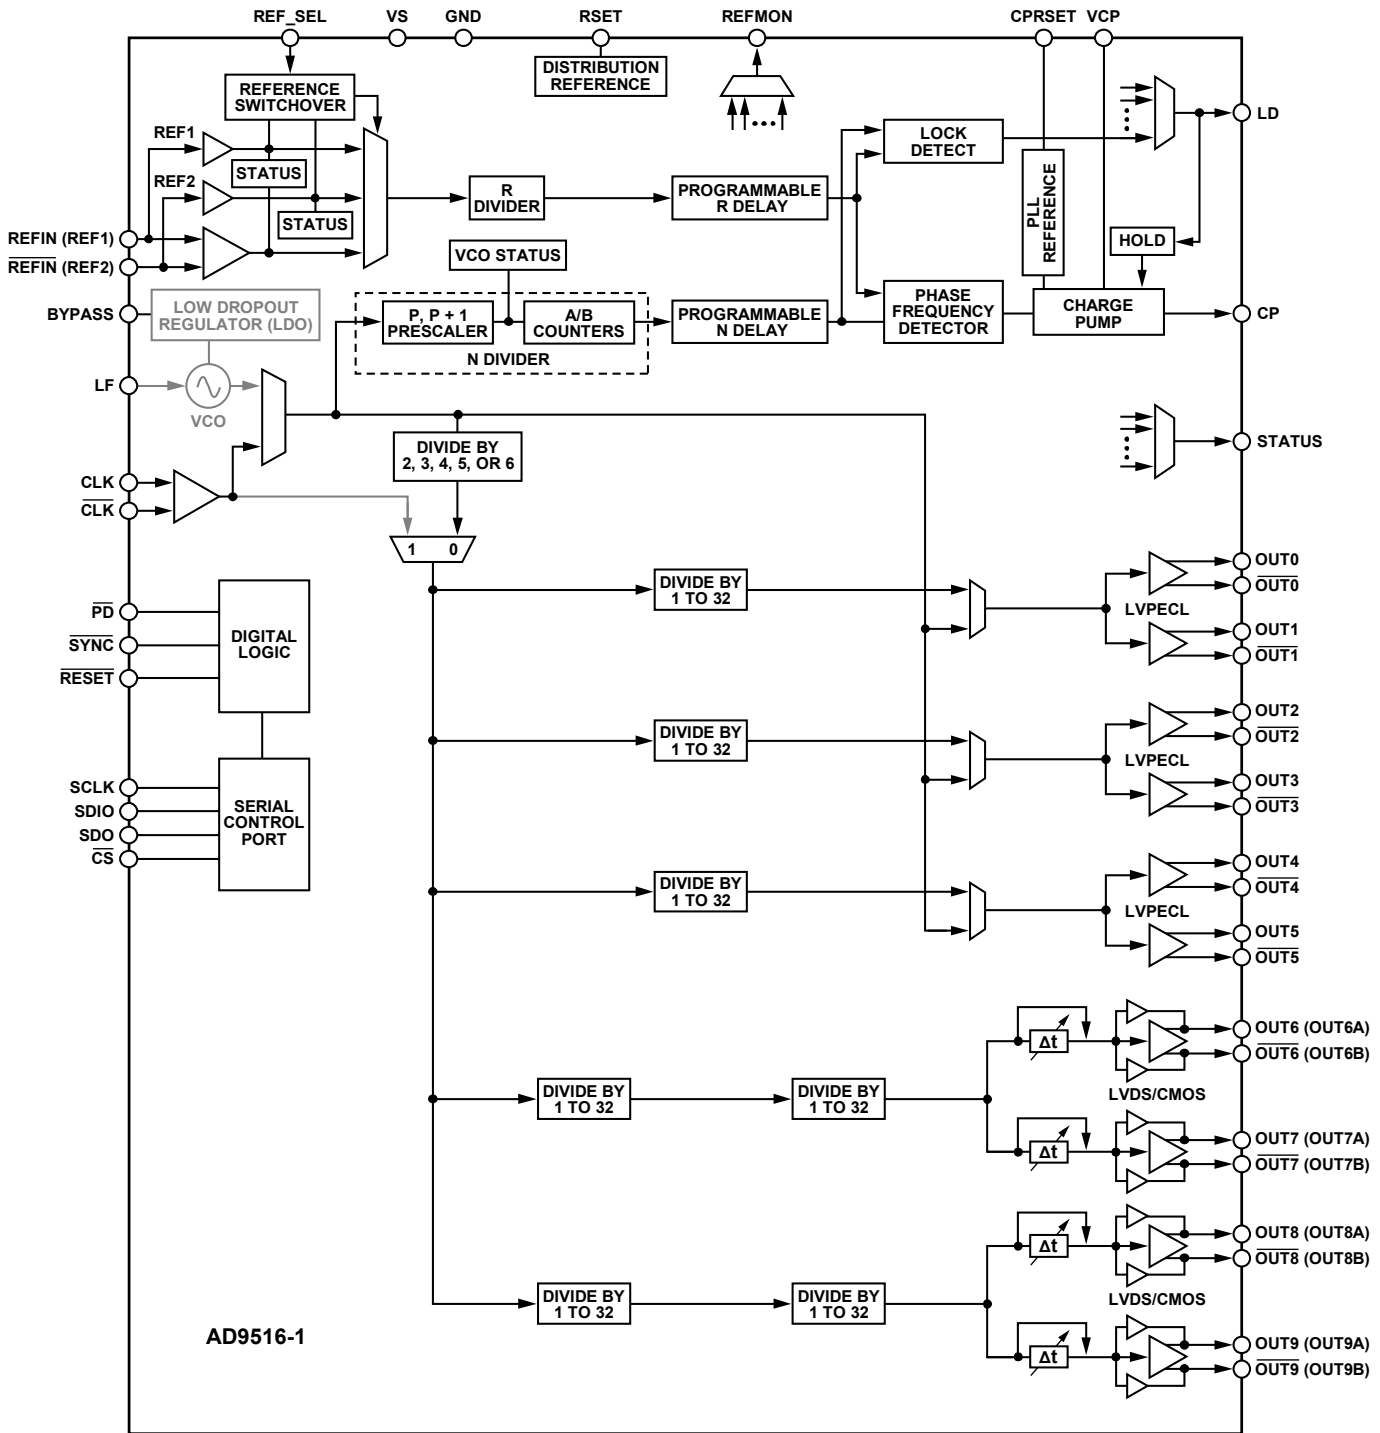 REF_SEL VS GND RSET REFMON CPRSET VCP
DISTRIBUTION
REFERENCE
REFERENCE
SWITCHOVER
REF1
STATUS
REF2
STATUS
R
DIVIDER
PROGRAMMABLE
R DELAY
LOCK
DETECT
PLL
REFERENCE
HOLD
LD
REFIN (REF1)
REFIN (REF2)
VCO STATUS
BYPASS
LOW DROPOUT
REGULATOR (LDO)
P, P + 1
PRESCALER
A/B
COUNTERS
N DIVIDER
PROGRAMMABLE
N DELAY
PHASE
FREQUENCY
DETECTOR
CHARGE
PUMP
CP
LF
VCO
DIVIDE BY
2, 3, 4, 5, OR 6
STATUS
CLK
CLK
1 0
PD
SYNC
RESET
DIGITAL
LOGIC
SCLK
SDIO
SDO
CS
SERIAL
CONTROL
PORT
DIVIDE BY
1 TO 32
LVPECL
OUT0
OUT0
OUT1
OUT1
DIVIDE BY
1 TO 32
LVPECL
OUT2
OUT2
OUT3
OUT3
DIVIDE BY
1 TO 32
LVPECL
OUT4
OUT4
OUT5
OUT5
DIVIDE BY
1 TO 32
DIVIDE BY
1 TO 32
Δt
LVDS/CMOS
Δt
OUT6 (OUT6A)
OUT6 (OUT6B)
OUT7 (OUT7A)
OUT7 (OUT7B)
DIVIDE BY
1 TO 32
DIVIDE BY
1 TO 32
Δt
LVDS/CMOS
Δt
OUT8 (OUT8A)
OUT8 (OUT8B)
OUT9 (OUT9A)
OUT9 (OUT9B)
AD9516-1